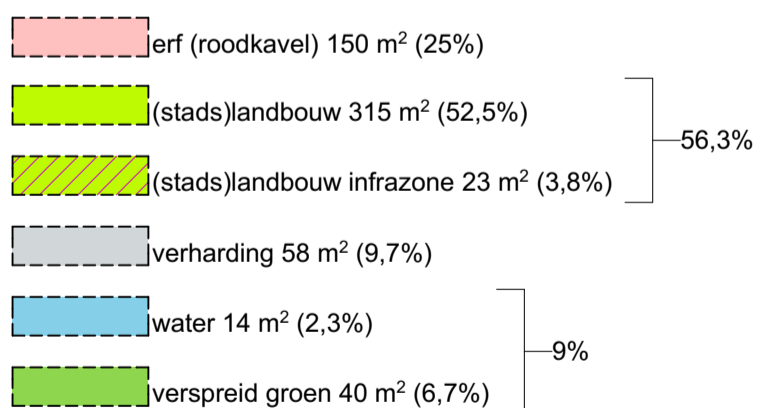 erf (roodkavel) 150 m² (25%)
(stads)landbouw 315 m² (52,5%)
56,3%
(stads)landbouw infrazone 23 m² (3,8%)
verharding 58 m² (9,7%)
water 14 m² (2,3%)
9%
verspreid groen 40 m² (6,7%)